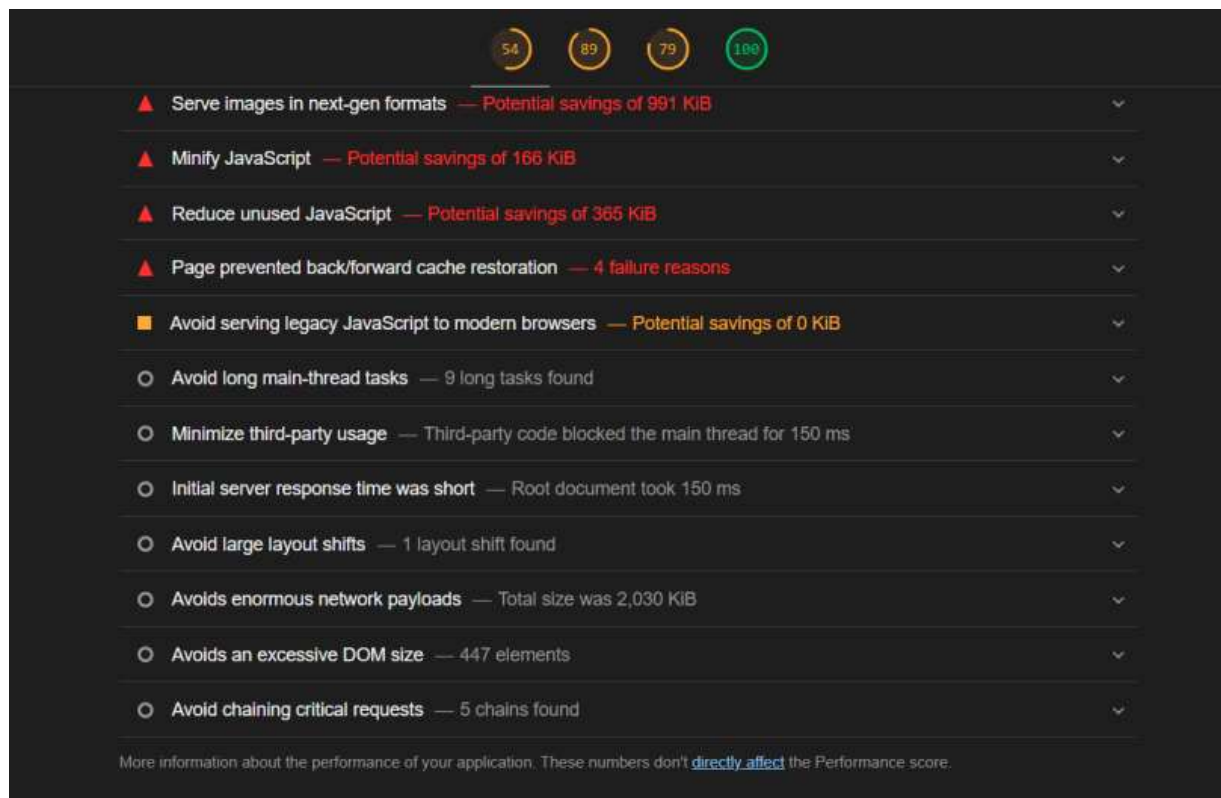 54 89 79 100
Serve images in next-gen formats — Potential savings of 991 KiB
Minify JavaScript — Potential savings of 166 KiB
Reduce unused JavaScript — Potential savings of 365 KiB
Page prevented back/forward cache restoration — 4 failure reasons
Avoid serving legacy JavaScript to modern browsers — Potential savings of 0 KiB
Avoid long main-thread tasks — 9 long tasks found
Minimize third-party usage — Third-party code blocked the main thread for 150 ms
Initial server response time was short — Root document took 150 ms
Avoid large layout shifts — 1 layout shift found
Avoids enormous network payloads — Total size was 2,030 KiB
Avoids an excessive DOM size — 447 elements
Avoid chaining critical requests — 5 chains found
More information about the performance of your application. These numbers don't directly affect the Performance score.